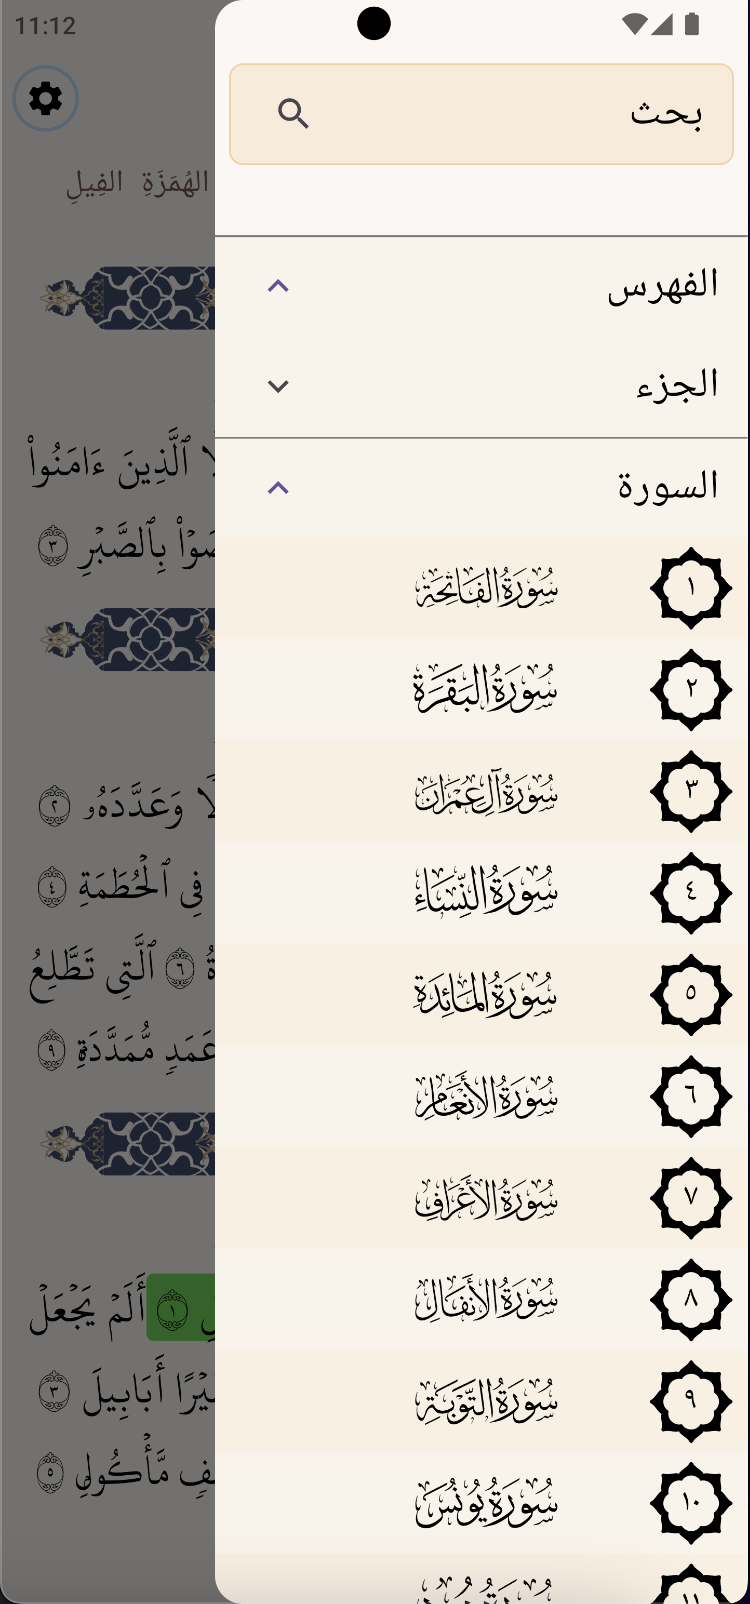 11:12
بحث
الفهرس
الجزء
السورة
١ سُورَةُ الفَاتِحَةِ
٢ سُورَةُ البَقَرَةِ
٣ سُورَةُ آلِ عِمْرَانَ
٤ سُورَةُ النِّسَاءِ
٥ سُورَةُ المَائِدَةِ
٦ سُورَةُ الأَنْعَامِ
٧ سُورَةُ الأَعْرَافِ
٨ سُورَةُ الأَنفَالِ
٩ سُورَةُ التَّوْبَةِ
١٠ سُورَةُ يُونُسَ
١١
الهُمَزَةِ الفِيلِ
ٱلَّذِينَ ءَامَنُوا۟
بِٱلصَّبْرِ ٣
وَعَدَّدَهُۥ ٢
فِى ٱلْحُطَمَةِ ٤
٦ ٱلَّتِى تَطَّلِعُ
عَمَدٍ مُّمَدَّدَةٍۭ ٩
١ أَلَمْ يَجْعَلْ
أَبَابِيلَ ٣
مَّأْكُولٍۭ ٥